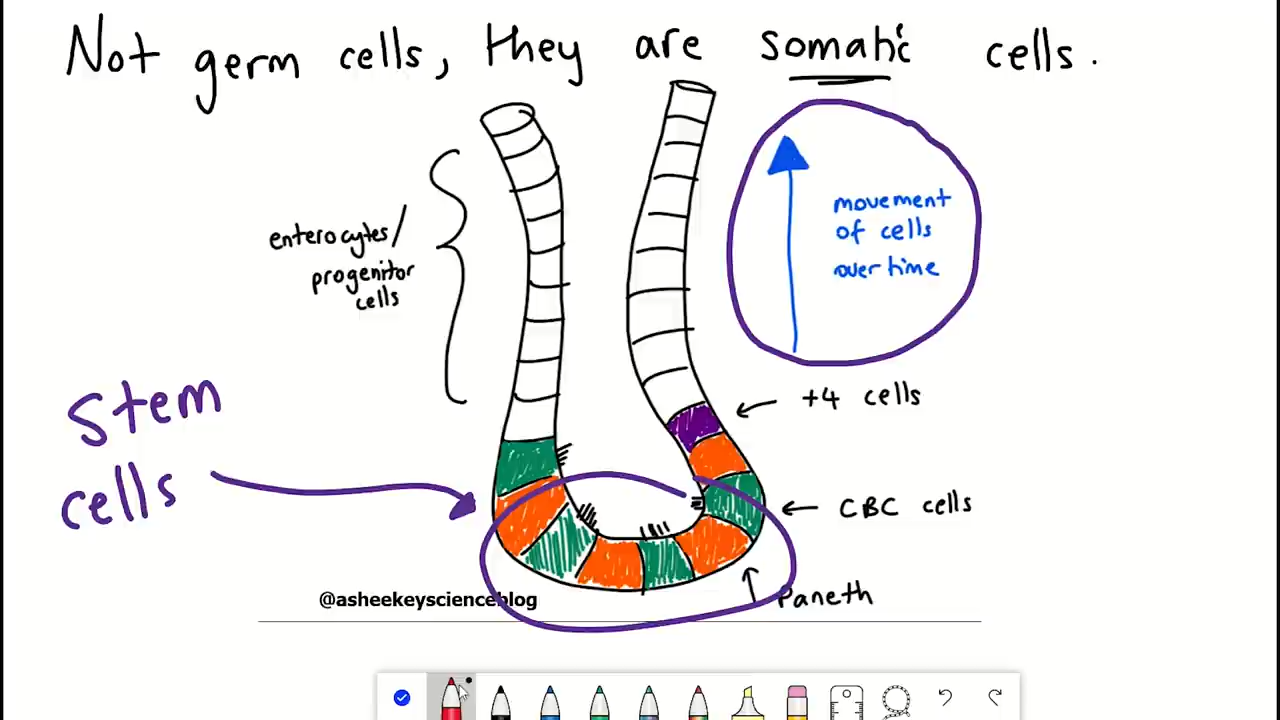 Not germ cells, they are somatic cells.
movement
of cells
over time
enterocytes/
progenitor
cells
stem
cells
+4 cells
CBC cells
Paneth
@asheekeyscienceblog